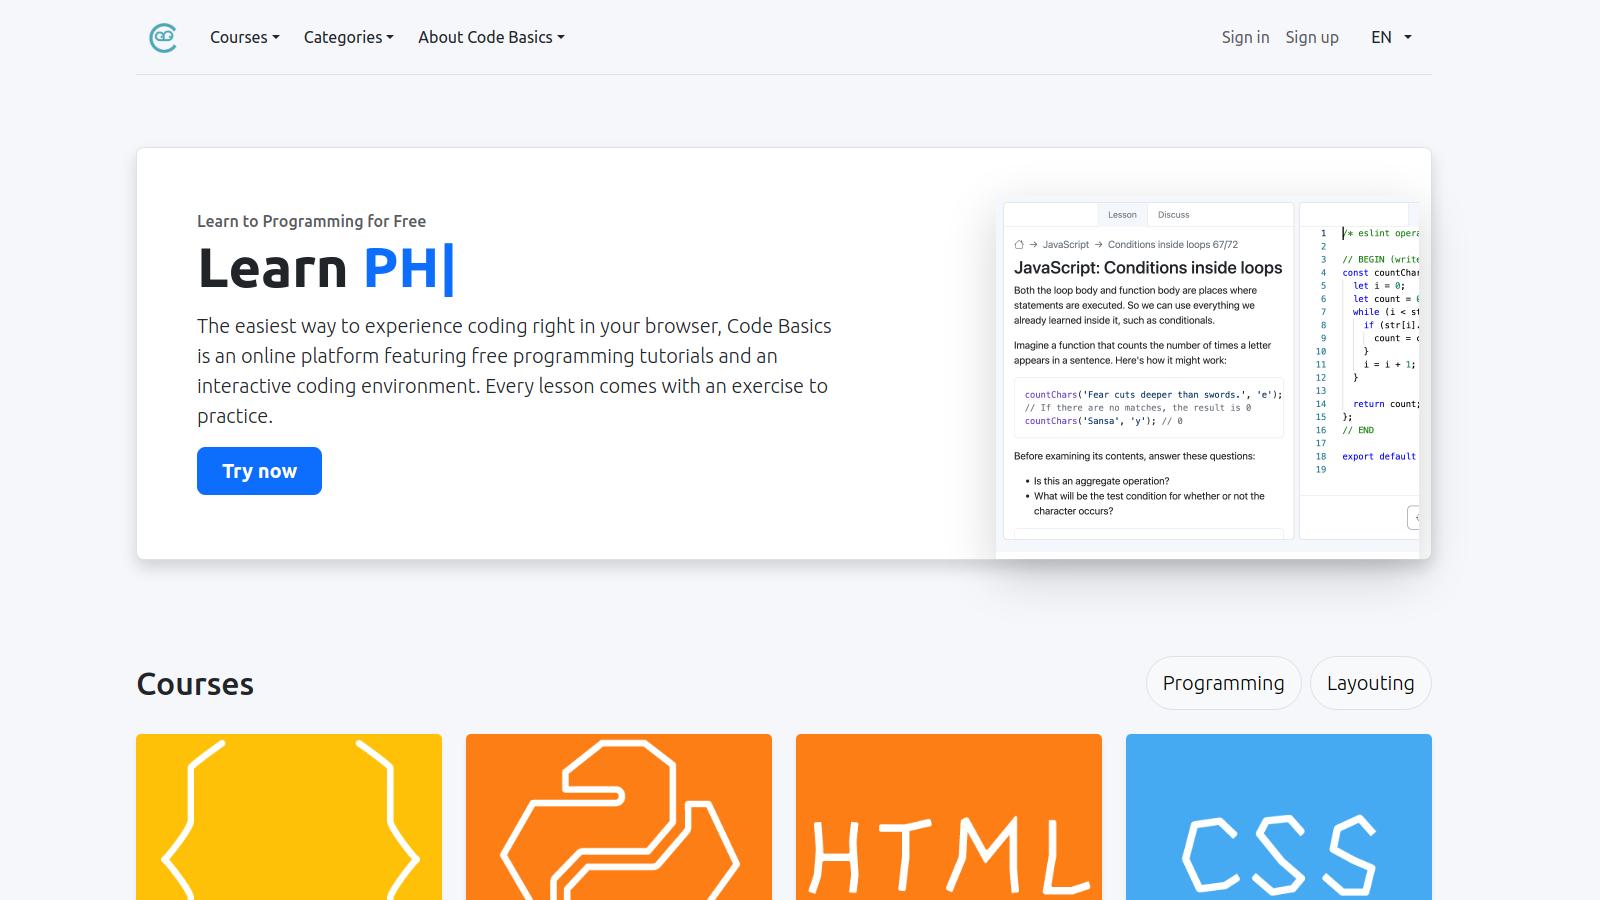 Courses
Categories
About Code Basics
Sign in
Sign up
EN
Learn to Programming for Free
Learn PH
The easiest way to experience coding right in your browser, Code Basics
is an online platform featuring free programming tutorials and an
interactive coding environment. Every lesson comes with an exercise to
practice.
Try now
Lesson
Discuss
→ JavaScript → Conditions inside loops 67/72
JavaScript: Conditions inside loops
Both the loop body and function body are places where
statements are executed. So we can use everything we
already learned inside it, such as conditionals.
Imagine a function that counts the number of times a letter
appears in a sentence. Here's how it might work:
countChars('Fear cuts deeper than swords.', 'e');
// If there are no matches, the result is 0
countChars('Sansa', 'y'); // 0
Before examining its contents, answer these questions:
• Is this an aggregate operation?
• What will be the test condition for whether or not the
character occurs?
1 /* eslint opera
2
3 // BEGIN (write
4 const countChar
5 let i = 0;
6 let count = 0
7 while (i < st
8 if (str[i].
9 count = c
10 }
11 i = i + 1;
12 }
13
14 return count;
15 };
16 // END
17
18 export default
19
Courses
Programming
Layouting
HTML
CSS